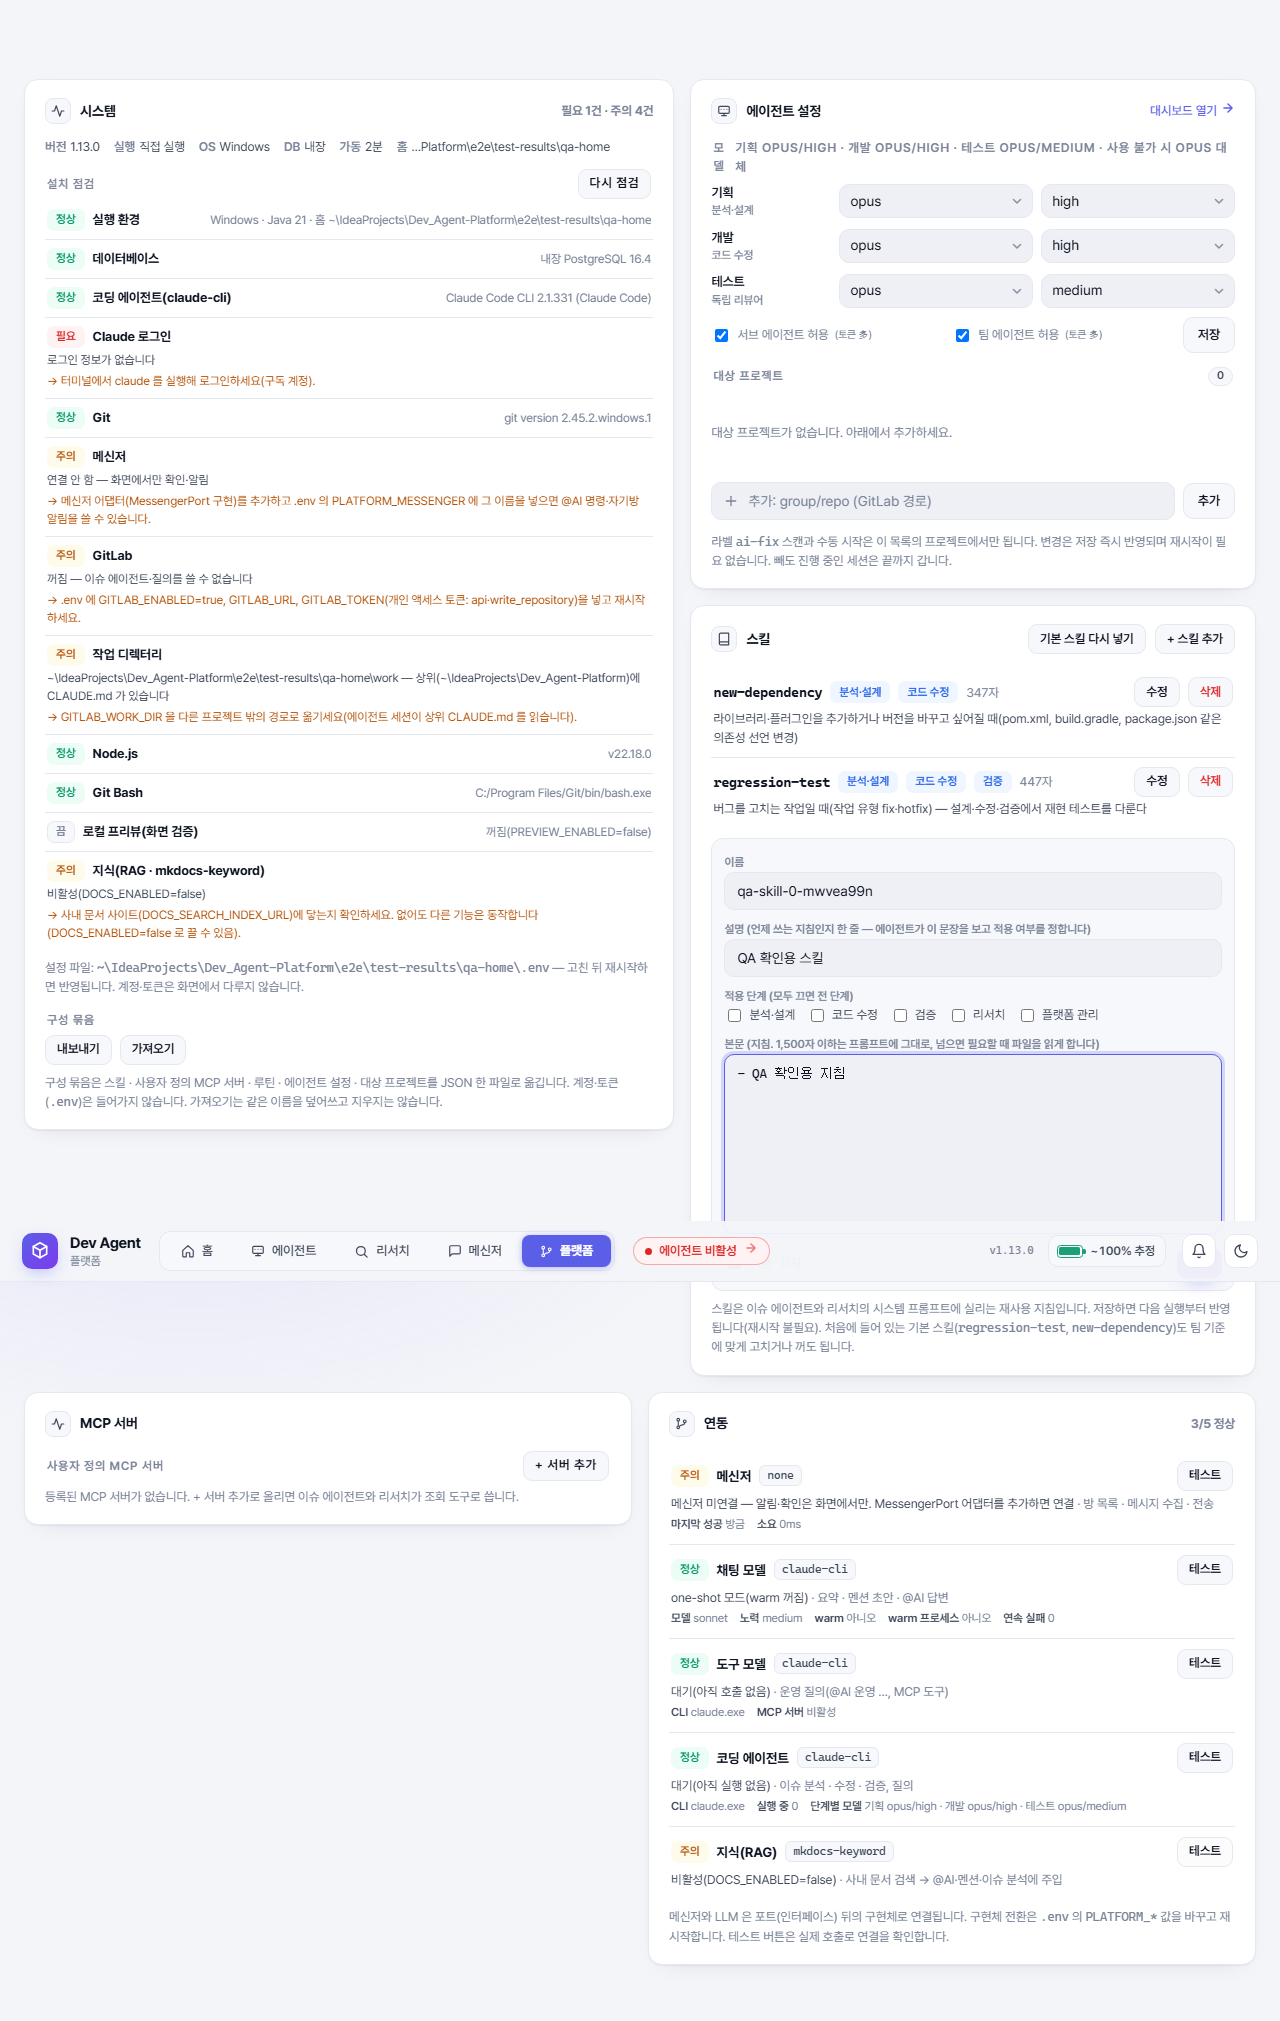 시스템
필요 1건 · 주의 4건
버전 1.13.0 실행 직접 실행 OS Windows DB 내장 가동 2분 홈 …Platform\e2e\test-results\qa-home
설치 점검
다시 점검
정상 실행 환경 Windows · Java 21 · 홈 ~\IdeaProjects\Dev_Agent-Platform\e2e\test-results\qa-home
정상 데이터베이스 내장 PostgreSQL 16.4
정상 코딩 에이전트(claude-cli) Claude Code CLI 2.1.331 (Claude Code)
필요 Claude 로그인
로그인 정보가 없습니다
→ 터미널에서 claude 를 실행해 로그인하세요(구독 계정).
정상 Git git version 2.45.2.windows.1
주의 메신저
연결 안 함 — 화면에서만 확인·알림
→ 메신저 어댑터(MessengerPort 구현)를 추가하고 .env 의 PLATFORM_MESSENGER 에 그 이름을 넣으면 @AI 명령·자기방
알림을 쓸 수 있습니다.
주의 GitLab
꺼짐 — 이슈 에이전트·질의를 쓸 수 없습니다
→ .env 에 GITLAB_ENABLED=true, GITLAB_URL, GITLAB_TOKEN(개인 액세스 토큰: api·write_repository)을 넣고 재시작
하세요.
주의 작업 디렉터리
~\IdeaProjects\Dev_Agent-Platform\e2e\test-results\qa-home\work — 상위(~\IdeaProjects\Dev_Agent-Platform)에
CLAUDE.md 가 있습니다
→ GITLAB_WORK_DIR 을 다른 프로젝트 밖의 경로로 옮기세요(에이전트 세션이 상위 CLAUDE.md 를 읽습니다).
정상 Node.js v22.18.0
정상 Git Bash C:/Program Files/Git/bin/bash.exe
끔 로컬 프리뷰(화면 검증) 꺼짐(PREVIEW_ENABLED=false)
주의 지식(RAG · mkdocs-keyword)
비활성(DOCS_ENABLED=false)
→ 사내 문서 사이트(DOCS_SEARCH_INDEX_URL)에 닿는지 확인하세요. 없어도 다른 기능은 동작합니다
(DOCS_ENABLED=false 로 끌 수 있음).
설정 파일: ~\IdeaProjects\Dev_Agent-Platform\e2e\test-results\qa-home\.env — 고친 뒤 재시작하
면 반영됩니다. 계정·토큰은 화면에서 다루지 않습니다.
구성 묶음
내보내기 가져오기
구성 묶음은 스킬 · 사용자 정의 MCP 서버 · 루틴 · 에이전트 설정 · 대상 프로젝트를 JSON 한 파일로 옮깁니다. 계정·토큰
(.env)은 들어가지 않습니다. 가져오기는 같은 이름을 덮어쓰고 지우지는 않습니다.
에이전트 설정
대시보드 열기 →
모델 기획 OPUS/HIGH · 개발 OPUS/HIGH · 테스트 OPUS/MEDIUM · 사용 불가 시 OPUS 대체
기획
분석·설계
opus high
개발
코드 수정
opus high
테스트
독립 리뷰어
opus medium
서브 에이전트 허용 (토큰 多) 팀 에이전트 허용 (토큰 多) 저장
대상 프로젝트 0
대상 프로젝트가 없습니다. 아래에서 추가하세요.
추가: group/repo (GitLab 경로) 추가
라벨 ai-fix 스캔과 수동 시작은 이 목록의 프로젝트에서만 됩니다. 변경은 저장 즉시 반영되며 재시작이 필
요 없습니다. 빼도 진행 중인 세션은 끝까지 갑니다.
스킬
기본 스킬 다시 넣기 + 스킬 추가
new-dependency 분석·설계 코드 수정 347자 수정 삭제
라이브러리·플러그인을 추가하거나 버전을 바꾸고 싶어질 때(pom.xml, build.gradle, package.json 같은
의존성 선언 변경)
regression-test 분석·설계 코드 수정 검증 447자 수정 삭제
버그를 고치는 작업일 때(작업 유형 fix·hotfix) — 설계·수정·검증에서 재현 테스트를 다룬다
이름
qa-skill-0-mwvea99n
설명 (언제 쓰는 지침인지 한 줄 — 에이전트가 이 문장을 보고 적용 여부를 정합니다)
QA 확인용 스킬
적용 단계 (모두 끄면 전 단계)
분석·설계 코드 수정 검증 리서치 플랫폼 관리
본문 (지침. 1,500자 이하는 프롬프트에 그대로, 넘으면 필요할 때 파일을 읽게 합니다)
- QA 확인용 지침
Dev Agent
플랫폼
홈 에이전트 리서치 메신저 플랫폼
에이전트 비활성 →
v1.13.0
~100% 추정
스킬은 이슈 에이전트와 리서치의 시스템 프롬프트에 실리는 재사용 지침입니다. 저장하면 다음 실행부터 반영
됩니다(재시작 불필요). 처음에 들어 있는 기본 스킬(regression-test, new-dependency)도 팀 기준
에 맞게 고치거나 꺼도 됩니다.
MCP 서버
사용자 정의 MCP 서버 + 서버 추가
등록된 MCP 서버가 없습니다. + 서버 추가로 올리면 이슈 에이전트와 리서치가 조회 도구로 씁니다.
연동
3/5 정상
주의 메신저 none 테스트
메신저 미연결 — 알림·확인은 화면에서만. MessengerPort 어댑터를 추가하면 연결 · 방 목록 · 메시지 수집 · 전송
마지막 성공 방금 소요 0ms
정상 채팅 모델 claude-cli 테스트
one-shot 모드(warm 꺼짐) · 요약 · 멘션 초안 · @AI 답변
모델 sonnet 노력 medium warm 아니오 warm 프로세스 아니오 연속 실패 0
정상 도구 모델 claude-cli 테스트
대기(아직 호출 없음) · 운영 질의(@AI 운영 …, MCP 도구)
CLI claude.exe MCP 서버 비활성
정상 코딩 에이전트 claude-cli 테스트
대기(아직 실행 없음) · 이슈 분석 · 수정 · 검증, 질의
CLI claude.exe 실행 중 0 단계별 모델 기획 opus/high · 개발 opus/high · 테스트 opus/medium
주의 지식(RAG) mkdocs-keyword 테스트
비활성(DOCS_ENABLED=false) · 사내 문서 검색 → @AI·멘션·이슈 분석에 주입
메신저와 LLM 은 포트(인터페이스) 뒤의 구현체로 연결됩니다. 구현체 전환은 .env 의 PLATFORM_* 값을 바꾸고 재
시작합니다. 테스트 버튼은 실제 호출로 연결을 확인합니다.